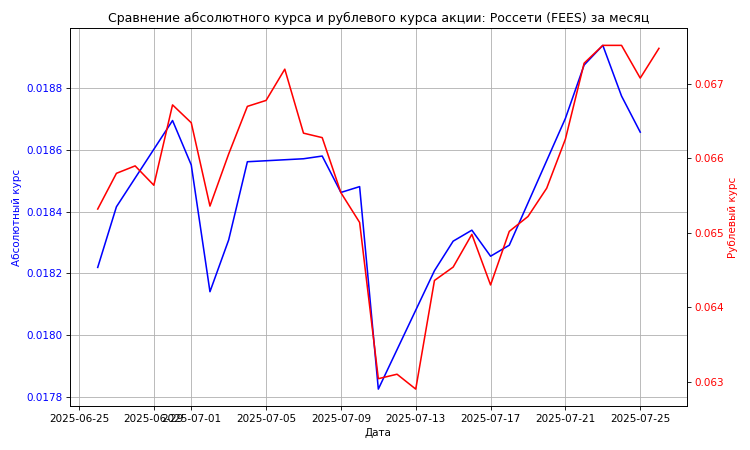 Сравнение абсолютного курса и рублевого курса акции: Россети (FEES) за месяц
Абсолютный курс
0.0188
0.0186
0.0184
0.0182
0.0180
0.0178
0.067
0.066
0.065
0.064
0.063
Рублевый курс
2025-06-25 2025-06-29 2025-07-01 2025-07-05 2025-07-09 2025-07-13 2025-07-17 2025-07-21 2025-07-25
Дата